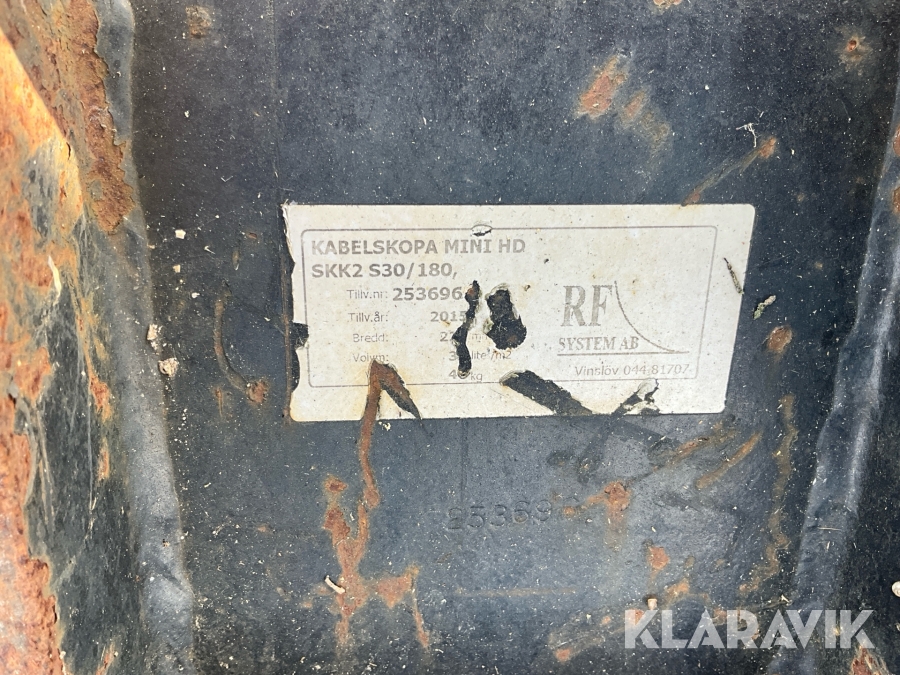 KABELSKOPA MINI HD
SKK2 S30/180,
Tillv.nr: 253696
Tillv.år: 2015
Bredd:
Volym:
kg
RF
SYSTEM AB
Vinslöv 044-81707
25369
KLARAVIK